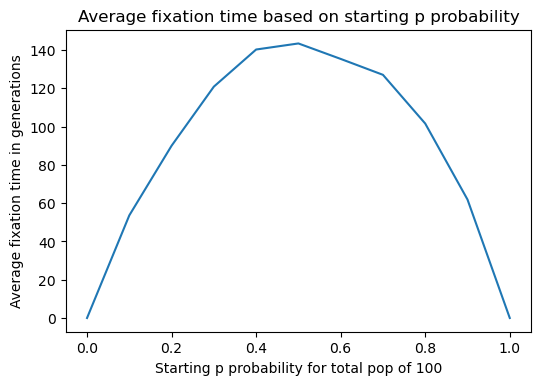 Average fixation time based on starting p probability
Average fixation time in generations
140
120
100
80
60
40
20
0
0.0 0.2 0.4 0.6 0.8 1.0
Starting p probability for total pop of 100